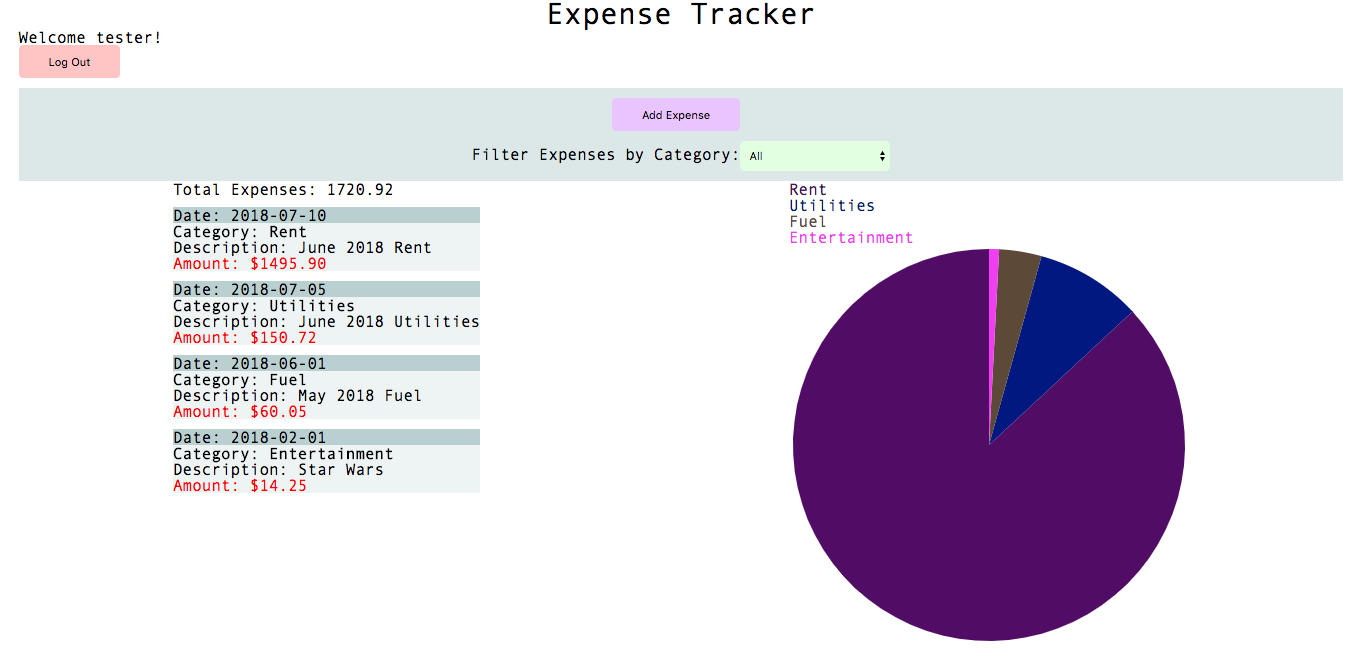 Expense Tracker
Welcome tester!
Log Out
Add Expense
Filter Expenses by Category: All
Total Expenses: 1720.92
Date: 2018-07-10
Category: Rent
Description: June 2018 Rent
Amount: $1495.90
Date: 2018-07-05
Category: Utilities
Description: June 2018 Utilities
Amount: $150.72
Date: 2018-06-01
Category: Fuel
Description: May 2018 Fuel
Amount: $60.05
Date: 2018-02-01
Category: Entertainment
Description: Star Wars
Amount: $14.25
Rent
Utilities
Fuel
Entertainment